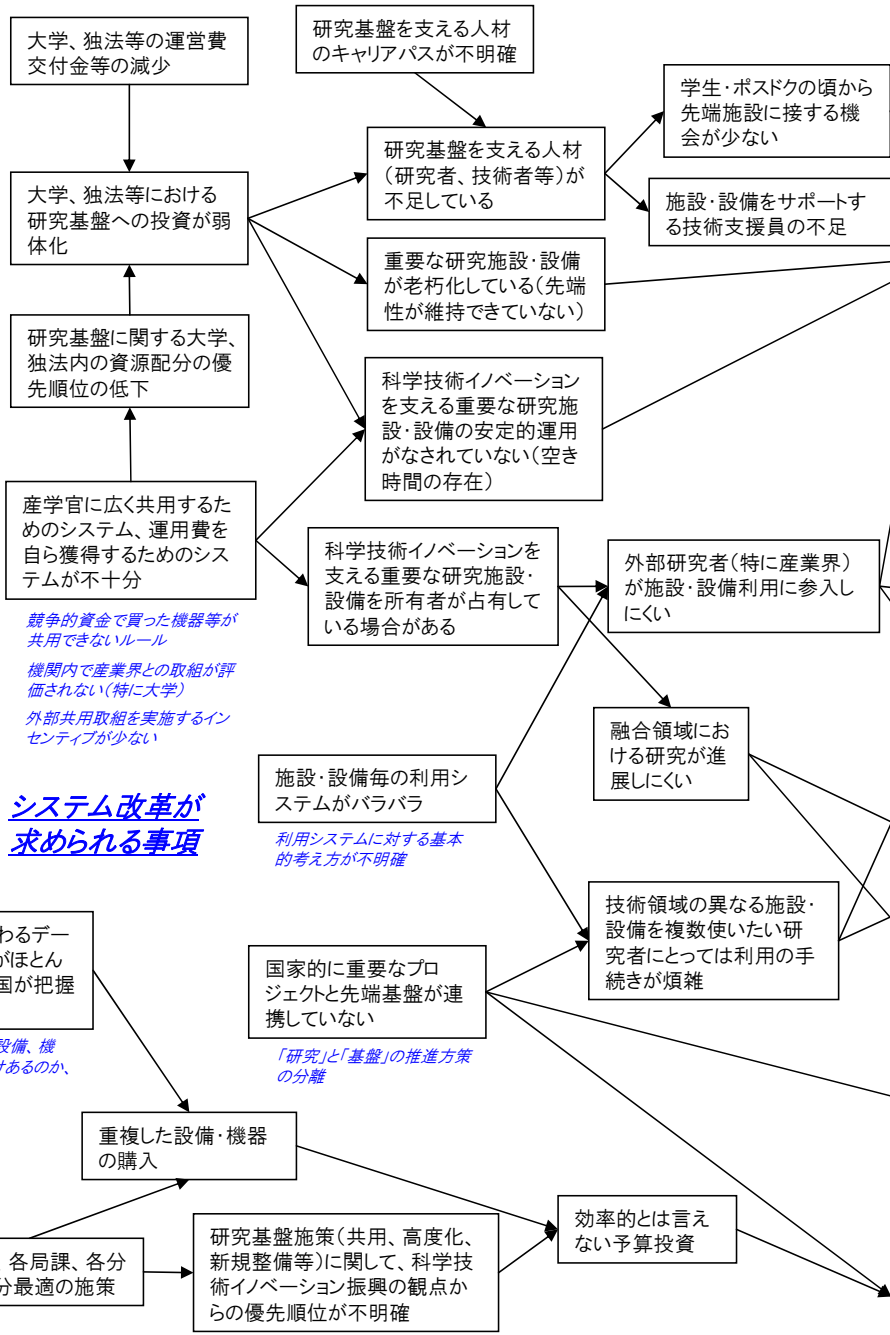 大学、独法等の運営費
交付金等の減少
研究基盤を支える人材
のキャリアパスが不明確
学生・ポスドクの頃から
先端施設に接する機
会が少ない
研究基盤を支える人材
（研究者、技術者等）が
不足している
大学、独法等における
研究基盤への投資が弱
体化
施設・設備をサポートす
る技術支援員の不足
重要な研究施設・設備
が老朽化している（先端
性が維持できていない）
研究基盤に関する大学、
独法内の資源配分の優
先順位の低下
科学技術イノベーション
を支える重要な研究施
設・設備の安定的運用
がなされていない（空き
時間の存在）
産学官に広く共用するた
めのシステム、運用費を
自ら獲得するためのシス
テムが不十分
科学技術イノベーションを
支える重要な研究施設・
設備を所有者が占有して
いる場合がある
外部研究者（特に産業界）
が施設・設備利用に参入し
にくい
競争的資金で買った機器等が
共用できないルール
機関内で産業界との取組が評
価されない（特に大学）
外部共用取組を実施するイン
センティブが少ない
融合領域にお
ける研究が進
展しにくい
施設・設備毎の利用シ
ステムがバラバラ
利用システムに対する基本
的考え方が不明確
システム改革が
求められる事項
技術領域の異なる施設・
設備を複数使いたい研
究者にとっては利用の手
続きが煩雑
わるデー
がほとん
国が把握
設備、機
けあるのか、
国家的に重要なプロ
ジェクトと先端基盤が連
携していない
「研究」と「基盤」の推進方策
の分離
重複した設備・機器
の購入
効率的とは言え
ない予算投資
各局課、各分
分最適の施策
研究基盤施策（共用、高度化、
新規整備等）に関して、科学技
術イノベーション振興の観点か
らの優先順位が不明確